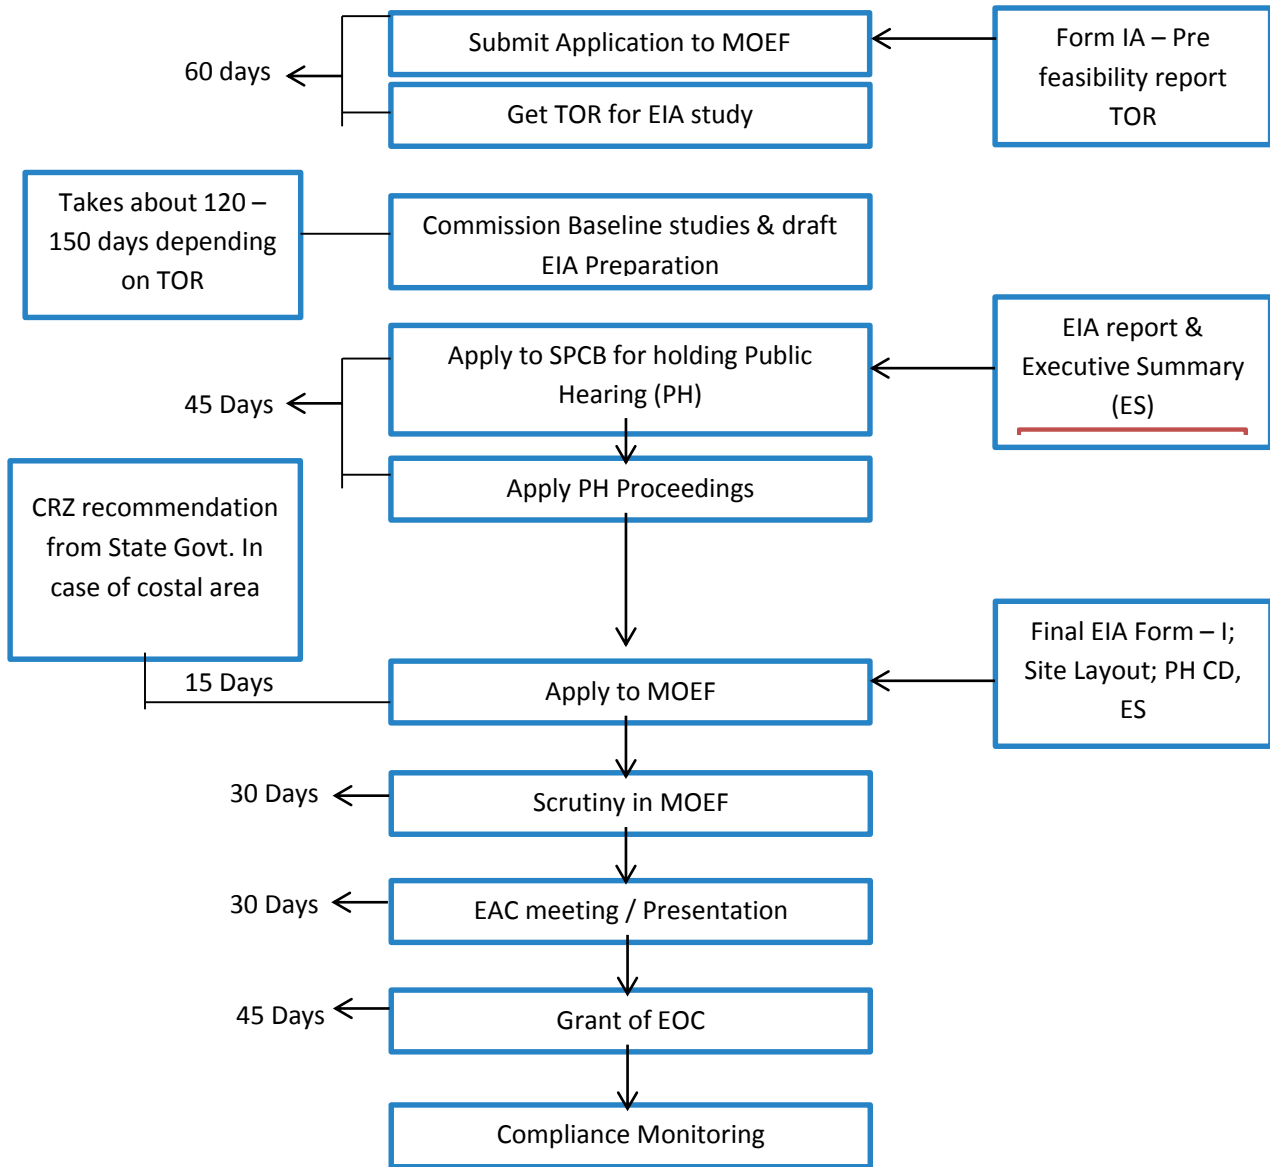 Submit Application to MOEF
Form IA – Pre
feasibility report
TOR
60 days
Get TOR for EIA study
Takes about 120 –
150 days depending
on TOR
Commission Baseline studies & draft
EIA Preparation
Apply to SPCB for holding Public
Hearing (PH)
EIA report &
Executive Summary
(ES)
45 Days
Apply PH Proceedings
CRZ recommendation
from State Govt. In
case of costal area
15 Days
Apply to MOEF
Final EIA Form – I;
Site Layout; PH CD,
ES
30 Days
Scrutiny in MOEF
30 Days
EAC meeting / Presentation
45 Days
Grant of EOC
Compliance Monitoring